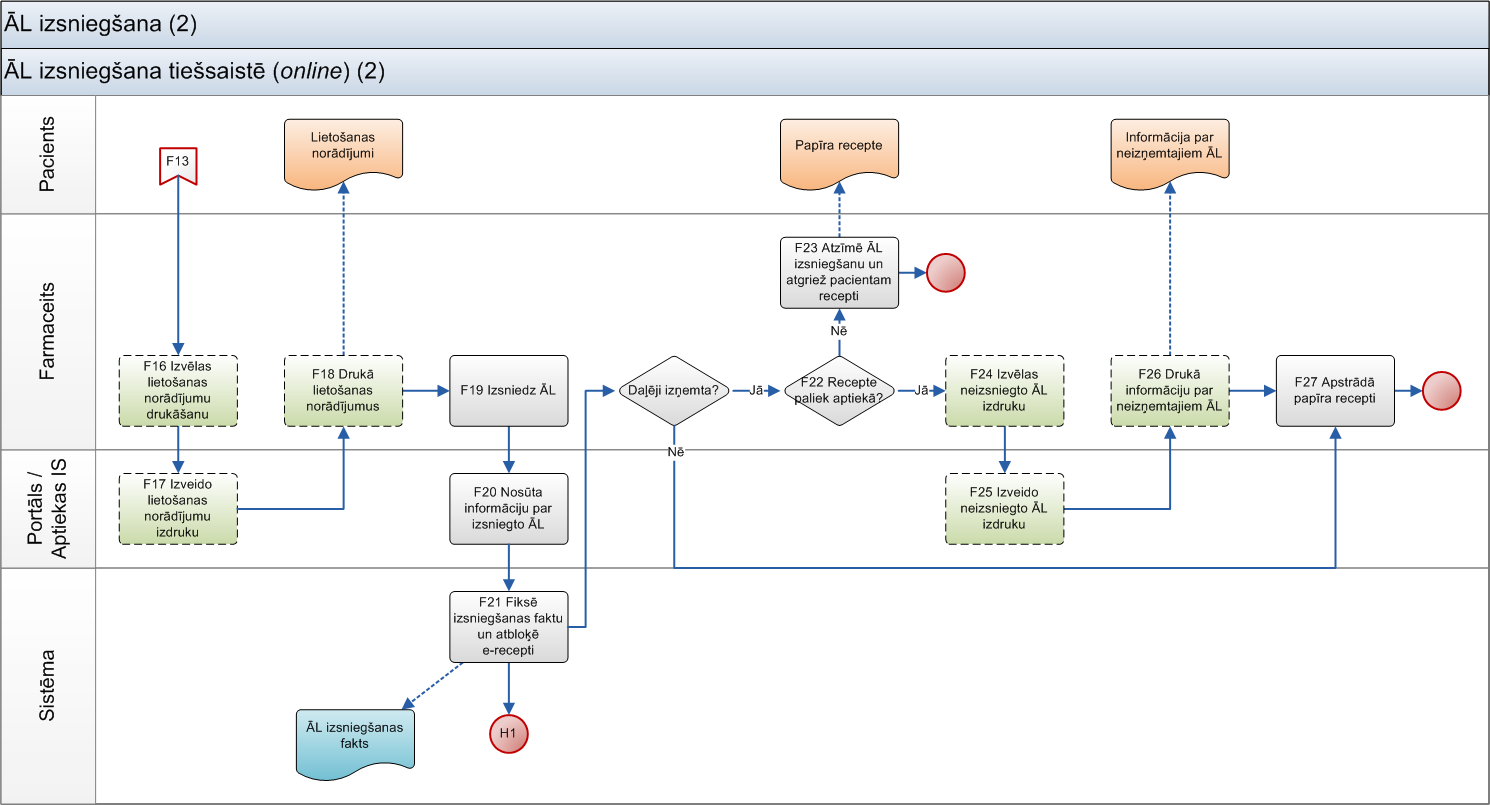 ĀL izsniegšana (2)
ĀL izsniegšana tiešsaistē (online) (2)
Pacients
F13
Lietošanas
norādījumi
Papīra recepte
Informācija par
neizņemtajiem ĀL
Farmaceits
F23 Atzīmē ĀL
izsniegšanu un
atgriež pacientam
recepti
Nē
F16 Izvēlas
lietošanas
norādījumu
drukāšanu
F18 Drukā
lietošanas
norādījumus
F19 Izsniedz ĀL
Daļēji izņemta?
Jā
F22 Recepte
paliek aptiekā?
Jā
F24 Izvēlas
neizsniegto ĀL
izdruku
F26 Drukā
informāciju par
neizņemtajiem ĀL
F27 Apstrādā
papīra recepti
Nē
Portāls /
Aptiekas IS
F17 Izveido
lietošanas
norādījumu
izdruku
F20 Nosūta
informāciju par
izsniegto ĀL
F25 Izveido
neizsniegto ĀL
izdruku
Sistēma
F21 Fiksē
izsniegšanas faktu
un atbloķē
e-recepti
ĀL izsniegšanas
fakts
H1